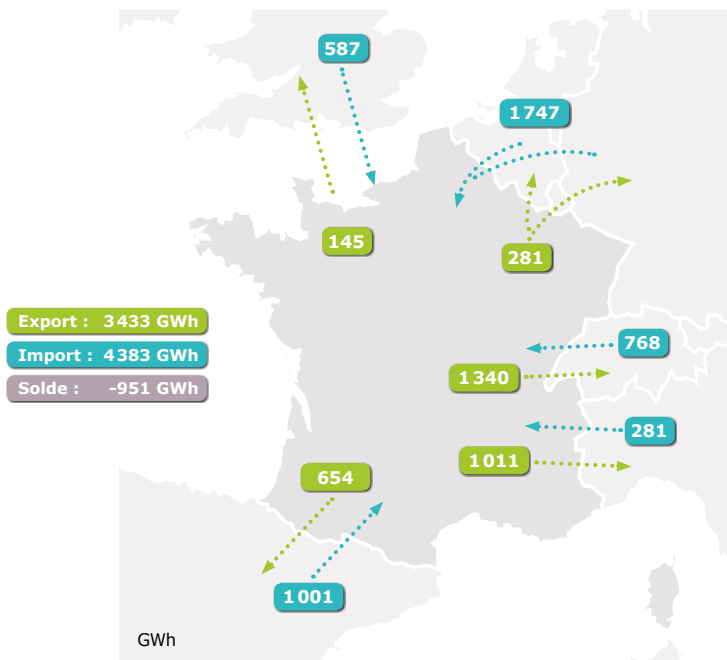 587
1747
145
281
Export : 3433 GWh
Import : 4383 GWh
Solde : -951 GWh
768
1340
281
1011
654
1001
GWh